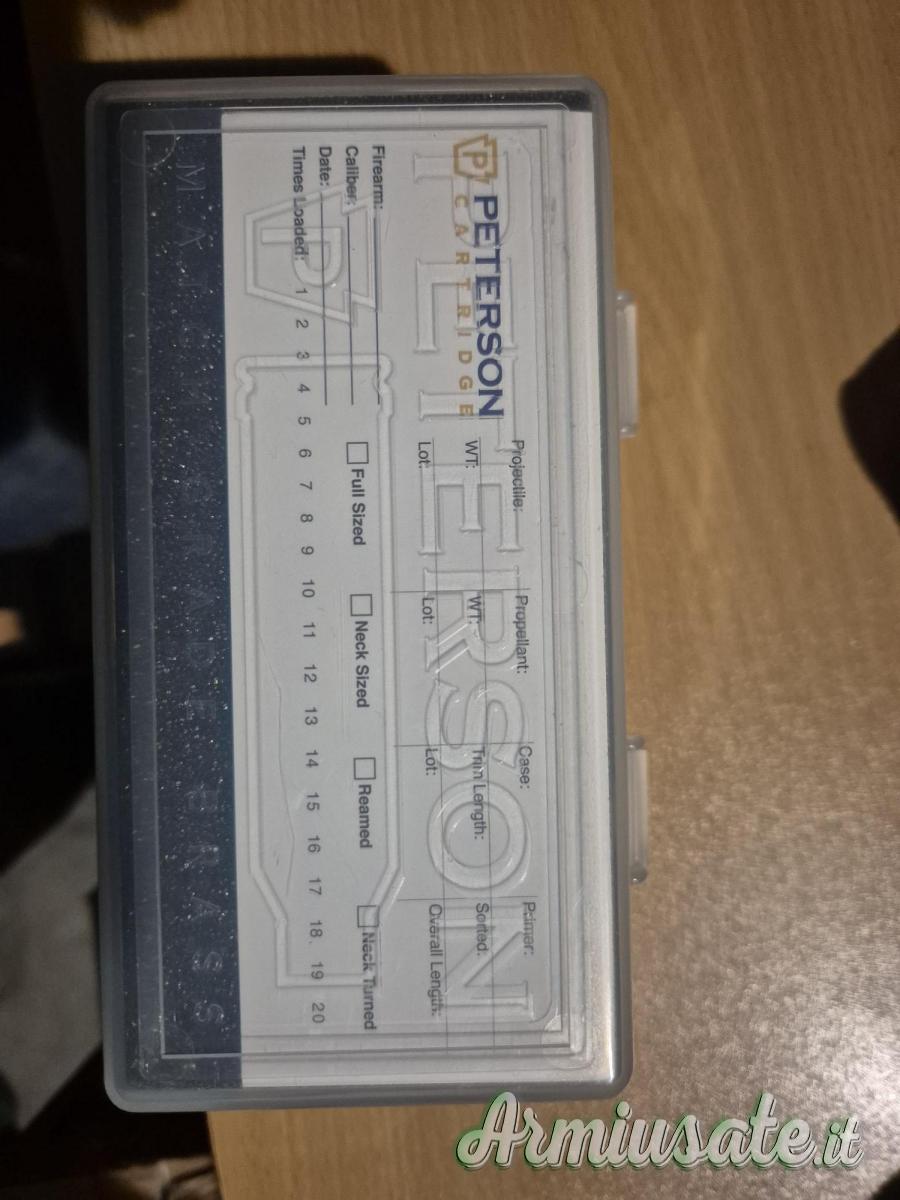 PETERSON
CARTRIDGE
Firearm:
Caliber:
Date:
Times Loaded: 1 2 3 4 5 6 7 8 9 10 11 12 13 14 15 16 17 18 19 20
Projectile: Propellant: Case: Primer:
WT: WT: Trim Length: Sorted:
Lot: Lot: Lot: Overall Length:
Full Sized Neck Sized Reamed Neck Turned
PETERSON
P
MATCH GRADE BRASS
Armiusate.it